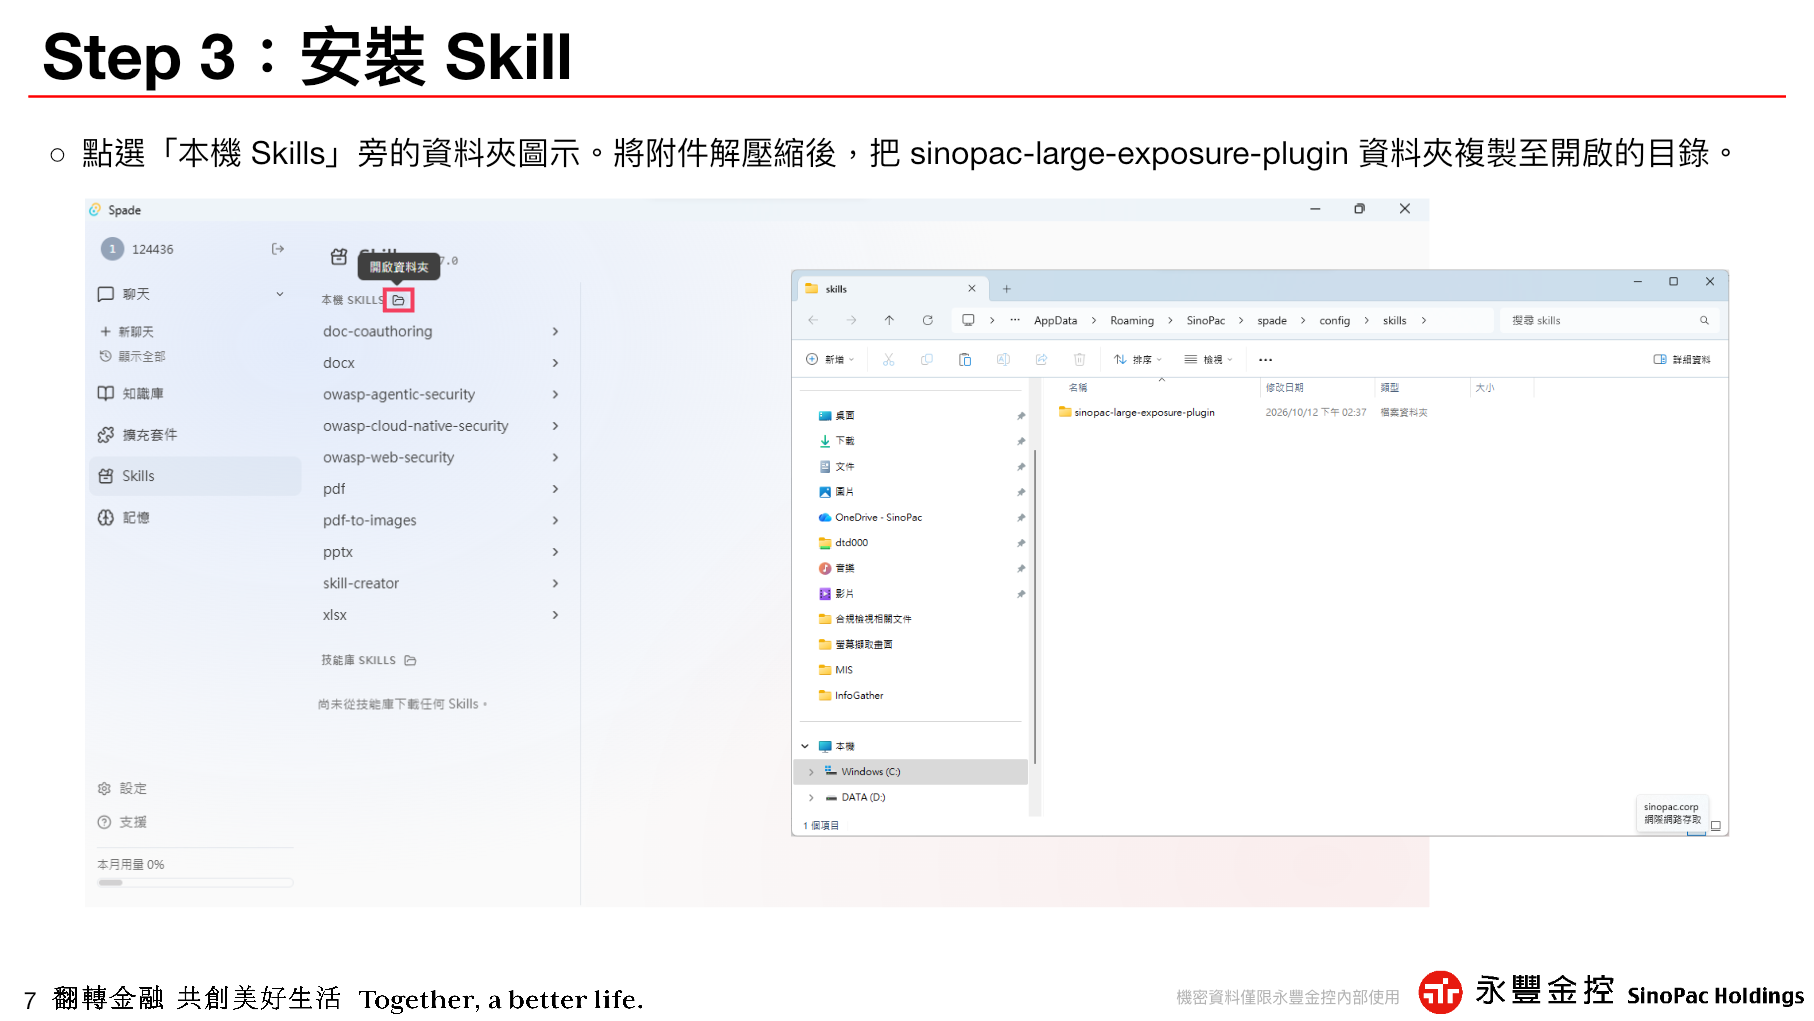 Step 3：安裝 Skill
○ 點選「本機 Skills」旁的資料夾圖示。將附件解壓縮後，把 sinopac-large-exposure-plugin 資料夾複製至開啟的目錄。
Spade
1 124436
聊天
新聊天
顯示全部
知識庫
擴充套件
Skills
記憶
設定
支援
本月用量 0%
7.0
開啟資料夾
本機 SKILLS
doc-coauthoring
docx
owasp-agentic-security
owasp-cloud-native-security
owasp-web-security
pdf
pdf-to-images
pptx
skill-creator
xlsx
技能庫 SKILLS
尚未從技能庫下載任何 Skills。
skills
AppData > Roaming > SinoPac > spade > config > skills >
搜尋 skills
新增
排序
檢視
詳細資料
名稱 修改日期 類型 大小
sinopac-large-exposure-plugin 2026/10/12 下午 02:37 檔案資料夾
桌面
下載
文件
圖片
OneDrive - SinoPac
dtd000
音樂
影片
合規檢視相關文件
螢幕擷取畫面
MIS
InfoGather
本機
Windows (C:)
DATA (D:)
1 個項目
sinopac.corp
網際網路存取
7 翻轉金融 共創美好生活 Together, a better life.
機密資料僅限永豐金控內部使用
永豐金控 SinoPac Holdings